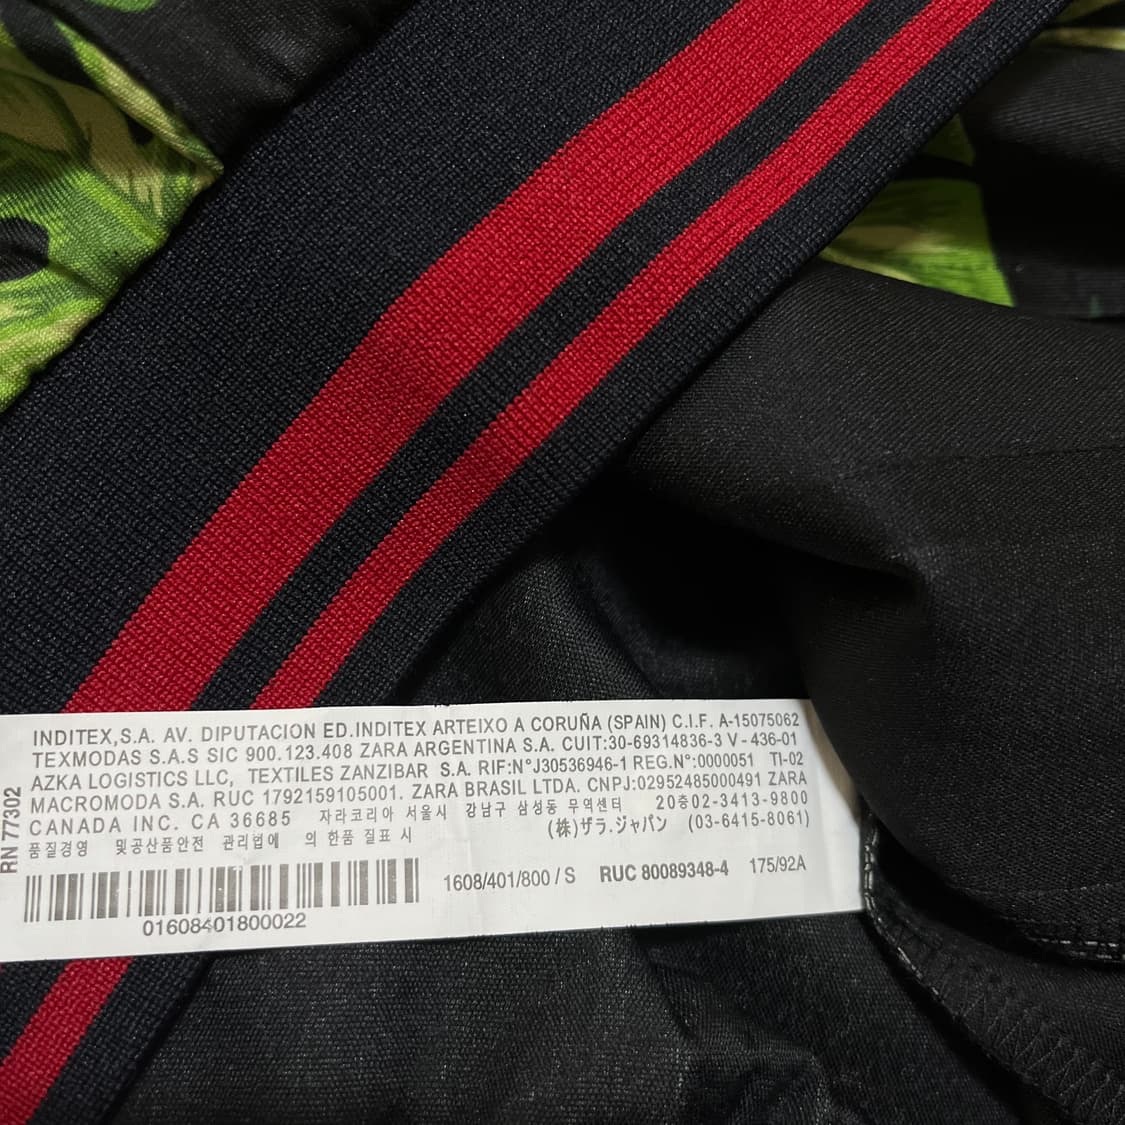 INDITEX,S.A. AV. DIPUTACION ED.INDITEX ARTEIXO A CORUÑA (SPAIN) C.I.F. A-15075062
TEXMODAS S.A.S SIC 900.123.408 ZARA ARGENTINA S.A. CUIT:30-69314836-3 V - 436-01
AZKA LOGISTICS LLC, TEXTILES ZANZIBAR S.A. RIF:N°J30536946-1 REG.N°:0000051 TI-02
MACROMODA S.A. RUC 1792159105001. ZARA BRASIL LTDA. CNPJ:02952485000491 ZARA
CANADA INC. CA 36685 자라코리아 서울시 강남구 삼성동 무역센터 20층02-3413-9800
품질경영 및공산품안전 관리법에 의 한품 질표 시 (株)ザラ.ジャパン (03-6415-8061)
RN 77302
1608/401/800 / S RUC 80089348-4 175/92A
01608401800022